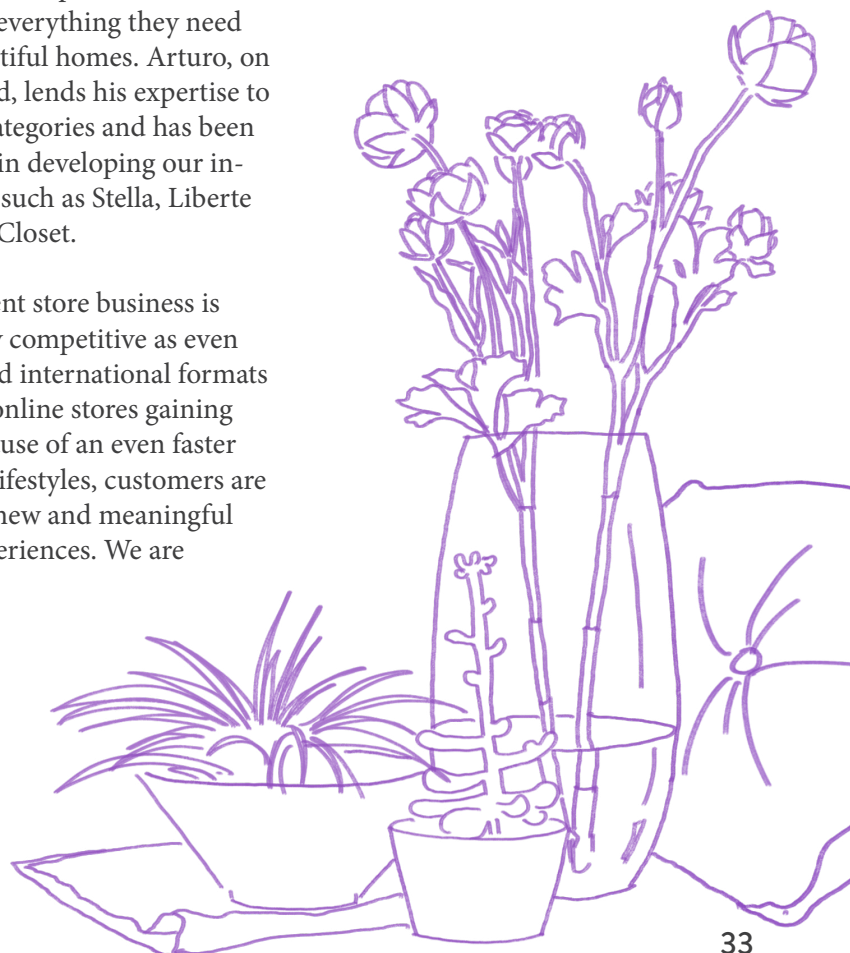 everything they need
tiful homes. Arturo, on
d, lends his expertise to
ategories and has been
in developing our in-
such as Stella, Liberte
Closet.
ent store business is
y competitive as even
d international formats
online stores gaining
use of an even faster
ifestyles, customers are
new and meaningful
eriences. We are
33